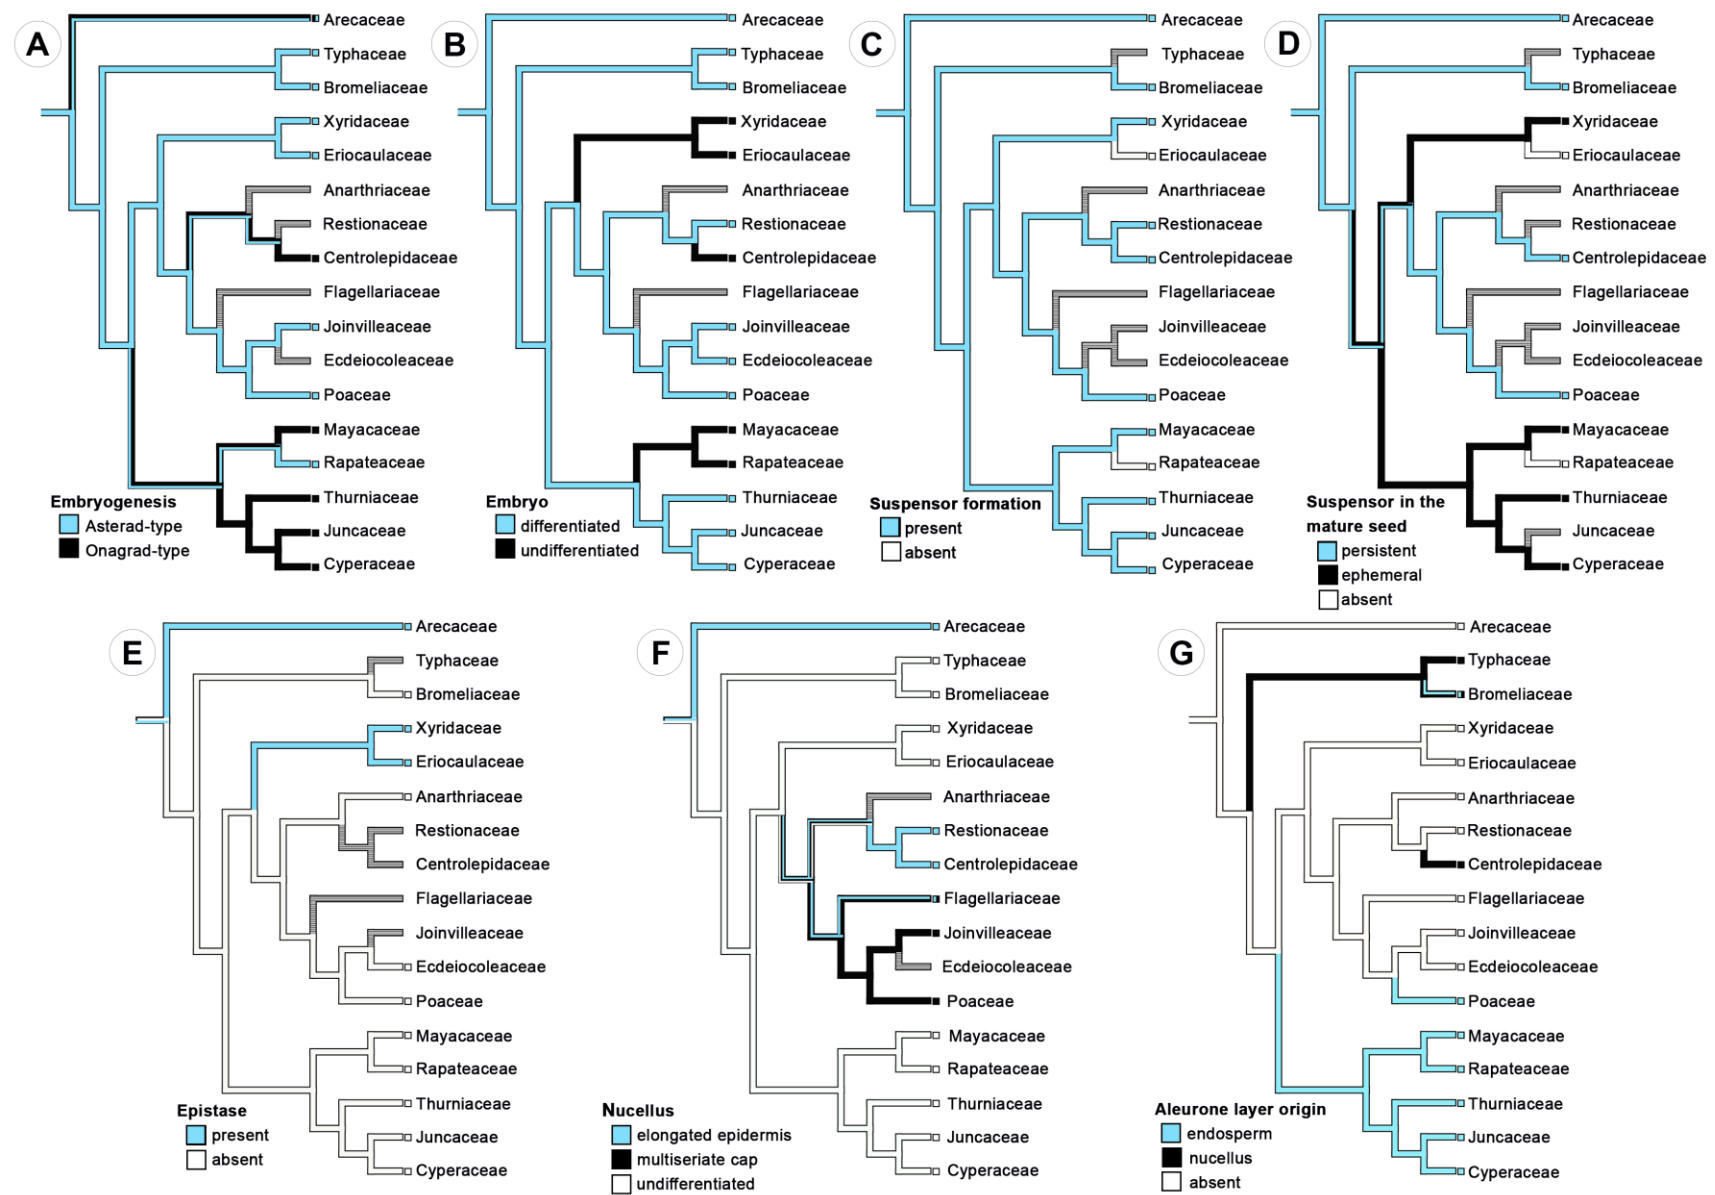 A
Arecaceae
Typhaceae
Bromeliaceae
Xyridaceae
Eriocaulaceae
Anarthriaceae
Restionaceae
Centrolepidaceae
Flagellariaceae
Joinvilleaceae
Ecdeiocoleaceae
Poaceae
Mayacaceae
Rapateaceae
Thurniaceae
Juncaceae
Cyperaceae
Embryogenesis
Asterad-type
Onagrad-type
B
Arecaceae
Typhaceae
Bromeliaceae
Xyridaceae
Eriocaulaceae
Anarthriaceae
Restionaceae
Centrolepidaceae
Flagellariaceae
Joinvilleaceae
Ecdeiocoleaceae
Poaceae
Mayacaceae
Rapateaceae
Thurniaceae
Juncaceae
Cyperaceae
Embryo
differentiated
undifferentiated
C
Arecaceae
Typhaceae
Bromeliaceae
Xyridaceae
Eriocaulaceae
Anarthriaceae
Restionaceae
Centrolepidaceae
Flagellariaceae
Joinvilleaceae
Ecdeiocoleaceae
Poaceae
Mayacaceae
Rapateaceae
Thurniaceae
Juncaceae
Cyperaceae
Suspensor formation
present
absent
D
Arecaceae
Typhaceae
Bromeliaceae
Xyridaceae
Eriocaulaceae
Anarthriaceae
Restionaceae
Centrolepidaceae
Flagellariaceae
Joinvilleaceae
Ecdeiocoleaceae
Poaceae
Mayacaceae
Rapateaceae
Thurniaceae
Juncaceae
Cyperaceae
Suspensor in the
mature seed
persistent
ephemeral
absent
E
Arecaceae
Typhaceae
Bromeliaceae
Xyridaceae
Eriocaulaceae
Anarthriaceae
Restionaceae
Centrolepidaceae
Flagellariaceae
Joinvilleaceae
Ecdeiocoleaceae
Poaceae
Mayacaceae
Rapateaceae
Thurniaceae
Juncaceae
Cyperaceae
Epistase
present
absent
F
Arecaceae
Typhaceae
Bromeliaceae
Xyridaceae
Eriocaulaceae
Anarthriaceae
Restionaceae
Centrolepidaceae
Flagellariaceae
Joinvilleaceae
Ecdeiocoleaceae
Poaceae
Mayacaceae
Rapateaceae
Thurniaceae
Juncaceae
Cyperaceae
Nucellus
elongated epidermis
multiseriate cap
undifferentiated
G
Arecaceae
Typhaceae
Bromeliaceae
Xyridaceae
Eriocaulaceae
Anarthriaceae
Restionaceae
Centrolepidaceae
Flagellariaceae
Joinvilleaceae
Ecdeiocoleaceae
Poaceae
Mayacaceae
Rapateaceae
Thurniaceae
Juncaceae
Cyperaceae
Aleurone layer origin
endosperm
nucellus
absent